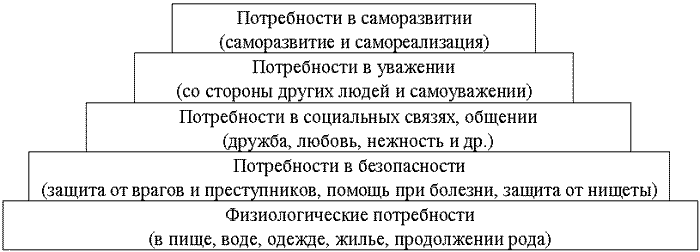 Потребности в саморазвитии
(саморазвитие и самореализация)
Потребности в уважении
(со стороны других людей и самоуважении)
Потребности в социальных связях, общении
(дружба, любовь, нежность и др.)
Потребности в безопасности
(защита от врагов и преступников, помощь при болезни, защита от нищеты)
Физиологические потребности
(в пище, воде, одежде, жилье, продолжении рода)